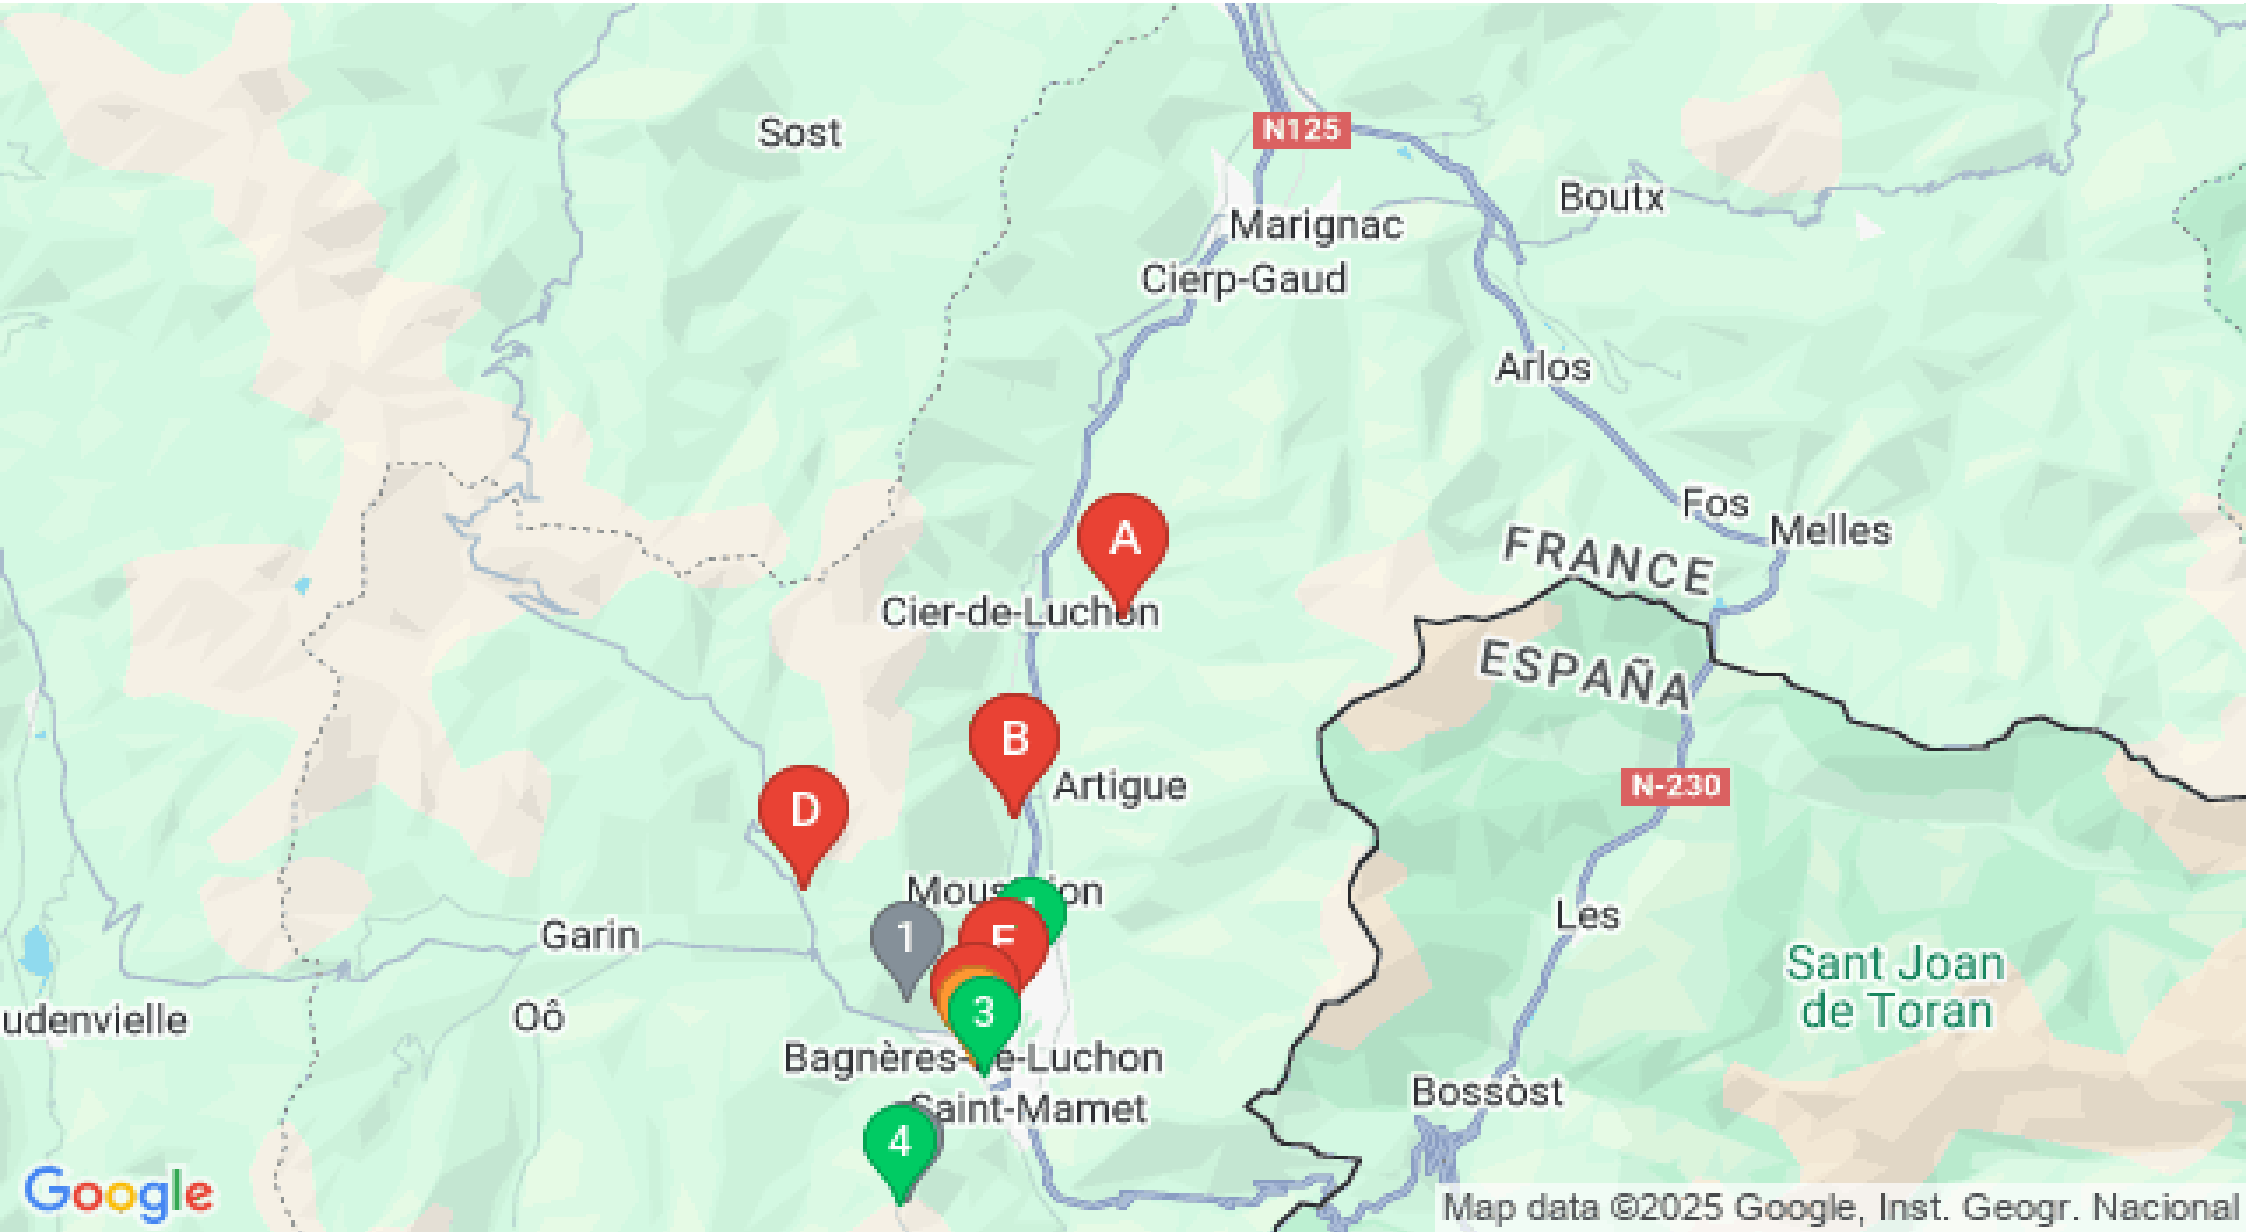 Sost
N125
Boutx
Marignac
Cierp-Gaud
Arlos
Fos
Melles
FRANCE
A
Cier-de-Luchon
ESPAÑA
B
Artigue
N-230
D
Les
1
Garin
Sant Joan
de Toran
udenvielle
Oô
3
Bagnères-de-Luchon
Saint-Mamet
Bossòst
4
Google
Map data ©2025 Google, Inst. Geogr. Nacional